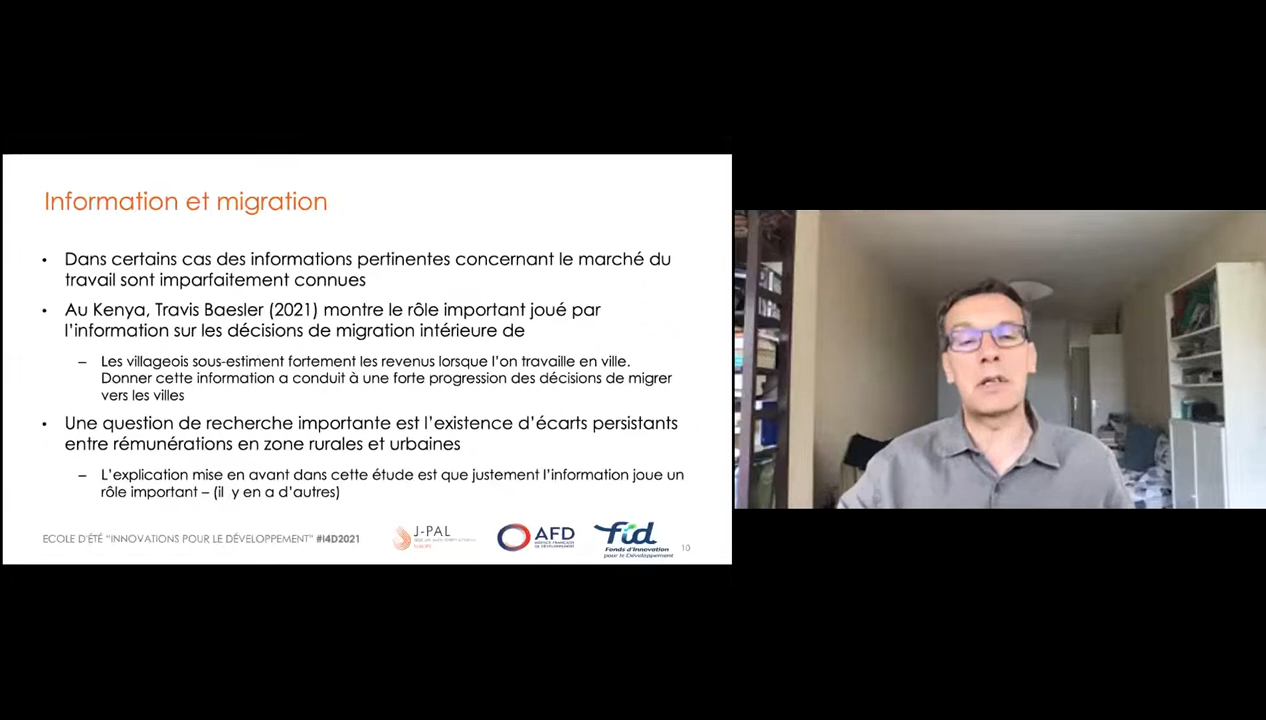 Information et migration
• Dans certains cas des informations pertinentes concernant le marché du
travail sont imparfaitement connues
• Au Kenya, Travis Baesler (2021) montre le rôle important joué par
l'information sur les décisions de migration intérieure de
– Les villageois sous-estiment fortement les revenus lorsque l'on travaille en ville.
Donner cette information a conduit à une forte progression des décisions de migrer
vers les villes
• Une question de recherche importante est l'existence d'écarts persistants
entre rémunérations en zone rurales et urbaines
– L'explication mise en avant dans cette étude est que justement l'information joue un
rôle important – (il y en a d'autres)
ECOLE D'ÉTÉ "INNOVATIONS POUR LE DÉVELOPPEMENT" #I4D2021
J-PAL
EUROPE
AFD
AGENCE FRANÇAISE
DE DÉVELOPPEMENT
fid
Fonds d'Innovation
pour le Développement
10